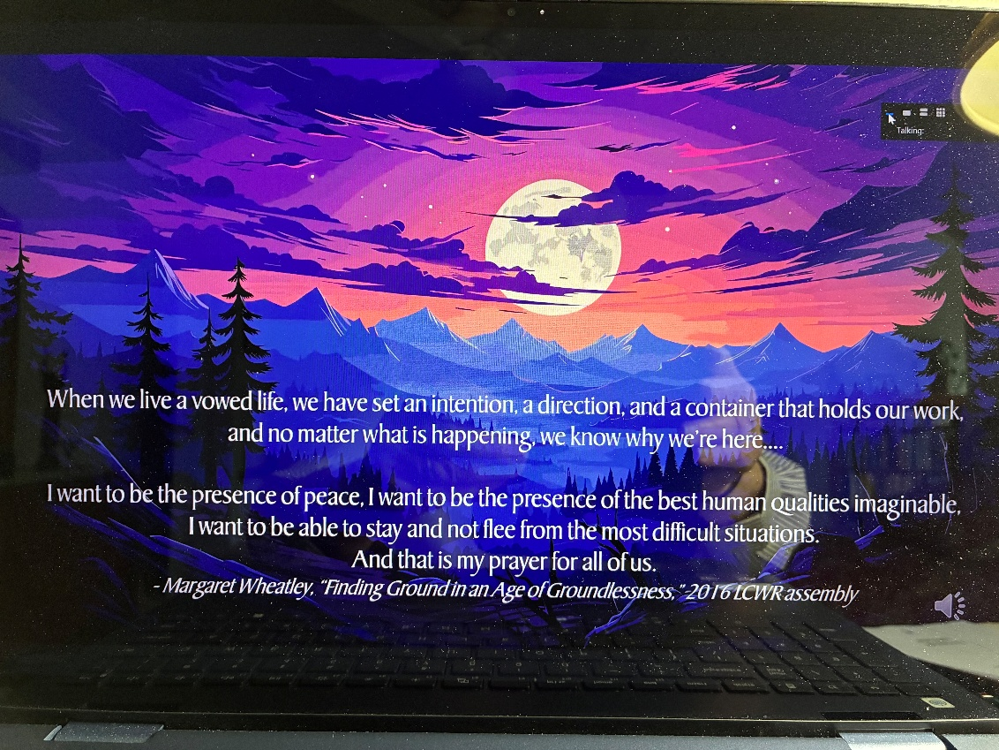 Talking:
When we live a vowed life, we have set an intention, a direction, and a container that holds our work,
and no matter what is happening, we know why we're here....
I want to be the presence of peace, I want to be the presence of the best human qualities imaginable,
I want to be able to stay and not flee from the most difficult situations.
And that is my prayer for all of us.
- Margaret Wheatley, "Finding Ground in an Age of Groundlessness," 2016 LCWR assembly